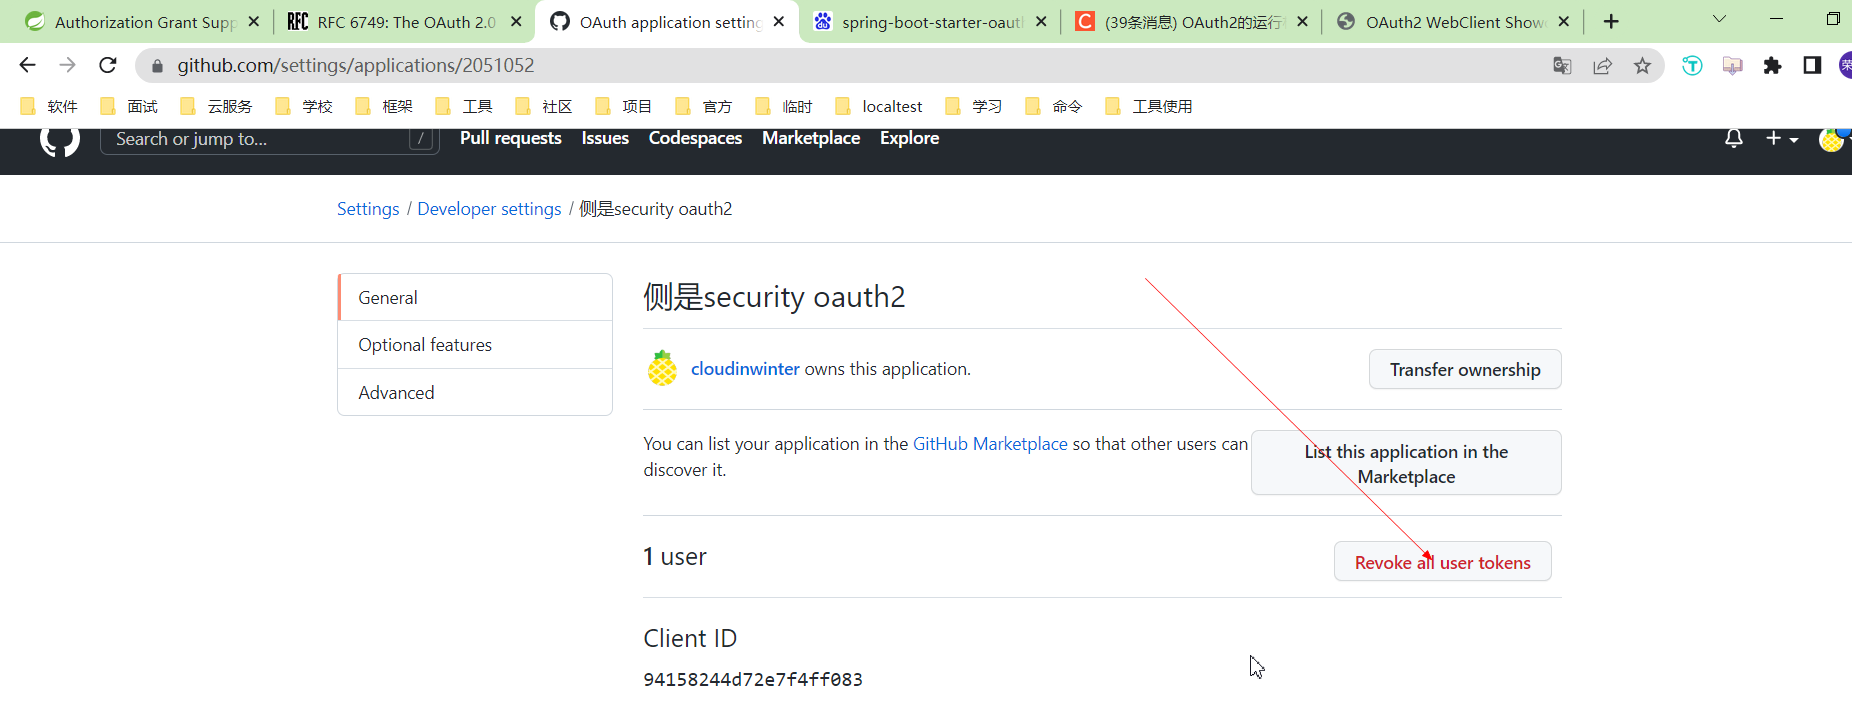 Authorization Grant Supp
RFC RFC 6749: The OAuth 2.0
OAuth application setting
spring-boot-starter-oaut
C (39条消息) OAuth2的运行
OAuth2 WebClient Show
github.com/settings/applications/2051052
荣
软件 面试 云服务 学校 框架 工具 社区 项目 官方 临时 localtest 学习 命令 工具使用
Search or jump to... / Pull requests Issues Codespaces Marketplace Explore
Settings / Developer settings / 侧是security oauth2
General
Optional features
Advanced
侧是security oauth2
cloudinwinter owns this application.
Transfer ownership
You can list your application in the GitHub Marketplace so that other users can
discover it.
List this application in the
Marketplace
1 user
Revoke all user tokens
Client ID
94158244d72e7f4ff083